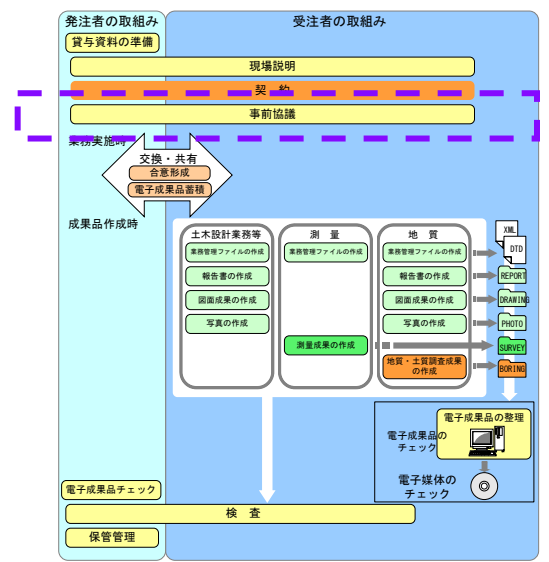 発注者の取組み
受注者の取組み
貸与資料の準備
現場説明
契 約
事前協議
業務実施時
交換・共有
合意形成
電子成果品蓄積
成果品作成時
土木設計業務等
業務管理ファイルの作成
報告書の作成
図面成果の作成
写真の作成
測 量
業務管理ファイルの作成
測量成果の作成
地 質
業務管理ファイルの作成
報告書の作成
図面成果の作成
写真の作成
地質・土質調査成果
の作成
XML
DTD
REPORT
DRAWING
PHOTO
SURVEY
BORING
電子成果品の整理
電子成果品の
チェック
電子媒体の
チェック
電子成果品チェック
検 査
保管管理